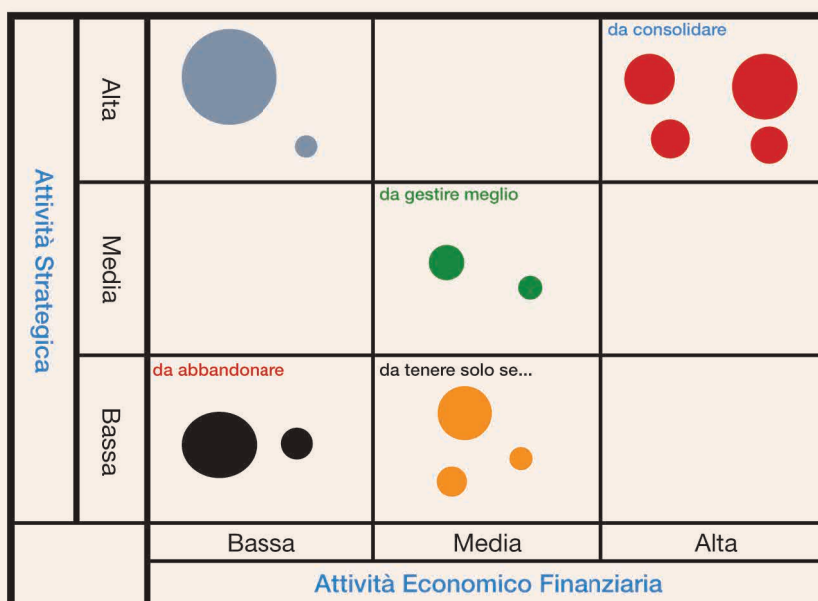 da consolidare
Alta
da gestire meglio
Media
Attività Strategica
da abbandonare
da tenere solo se...
Bassa
Bassa
Media
Alta
Attività Economico Finanziaria